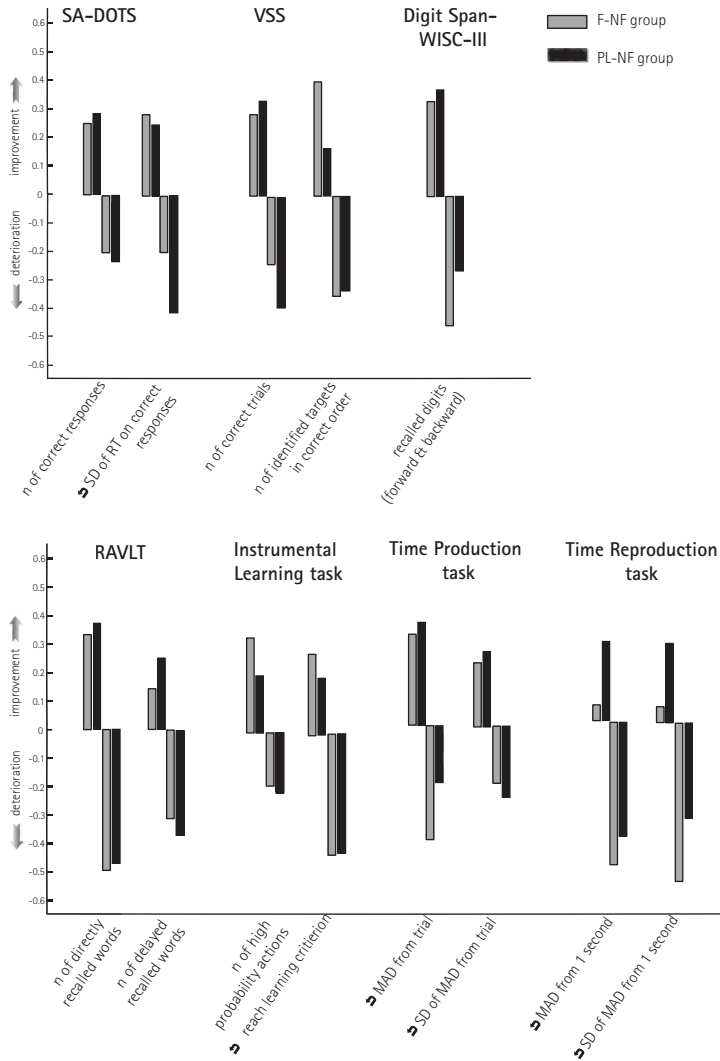 SA-DOTS
VSS
Digit Span-
WISC-III
F-NF group
PL-NF group
improvement
deterioration
0.6
0.5
0.4
0.3
0.2
0.1
0
-0.1
-0.2
-0.3
-0.4
-0.5
-0.6
n of correct responses
SD of RT on correct
responses
n of correct trials
n of identified targets
in correct order
recalled digits
(forward & backward)
RAVLT
Instrumental
Learning task
Time Production
task
Time Reproduction
task
improvement
deterioration
0.6
0.5
0.4
0.3
0.2
0.1
0
-0.1
-0.2
-0.3
-0.4
-0.5
-0.6
n of directly
recalled words
n of delayed
recalled words
n of high
probability actions
reach learning critierion
MAD from trial
SD of MAD from trial
MAD from 1 second
SD of MAD from 1 second